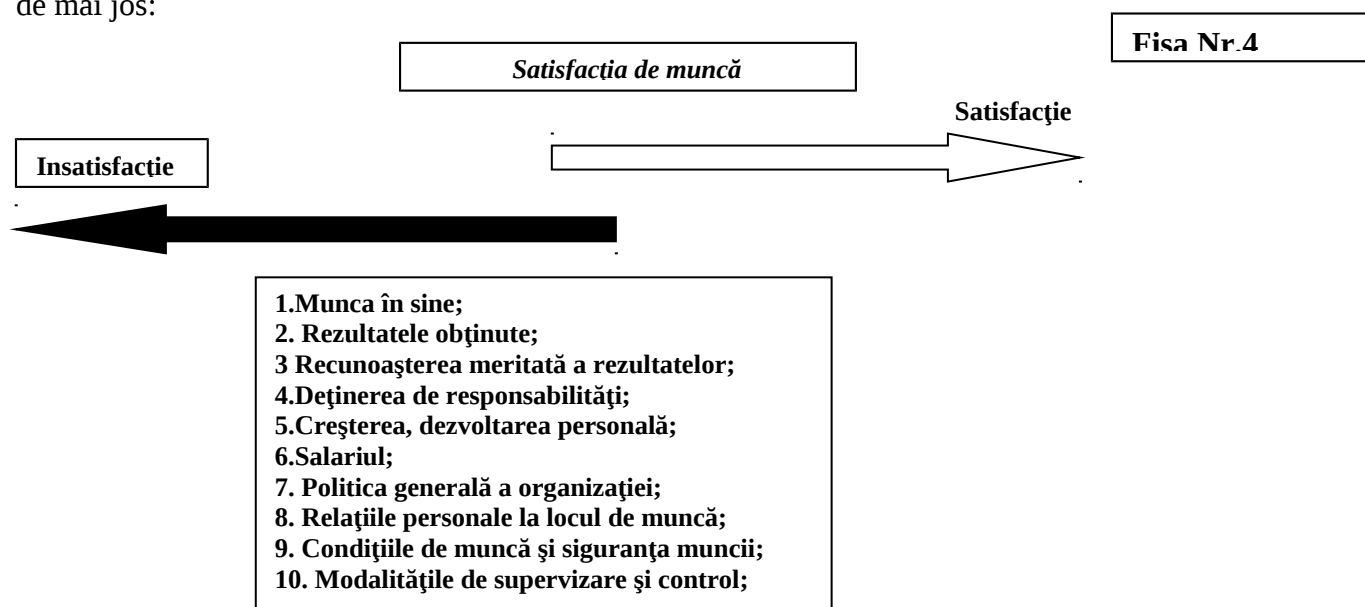 de mai jos:
Fisa Nr.4
Satisfacţia de muncă
Satisfacţie
Insatisfacţie
1.Munca în sine;
2. Rezultatele obţinute;
3 Recunoaşterea meritată a rezultatelor;
4.Deţinerea de responsabilităţi;
5.Creşterea, dezvoltarea personală;
6.Salariul;
7. Politica generală a organizaţiei;
8. Relaţiile personale la locul de muncă;
9. Condiţiile de muncă şi siguranţa muncii;
10. Modalităţile de supervizare şi control;